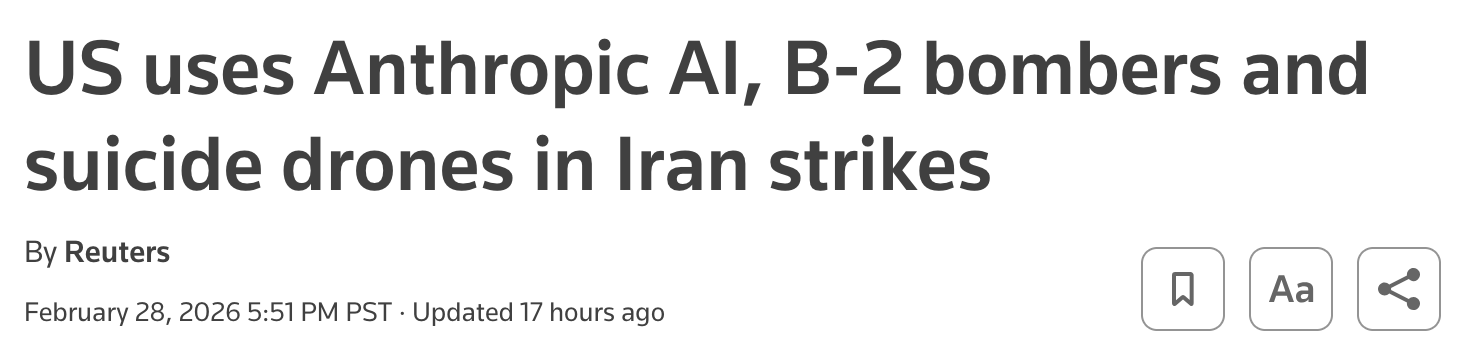 US uses Anthropic AI, B-2 bombers and
suicide drones in Iran strikes
By Reuters
February 28, 2026 5:51 PM PST · Updated 17 hours ago
Aa